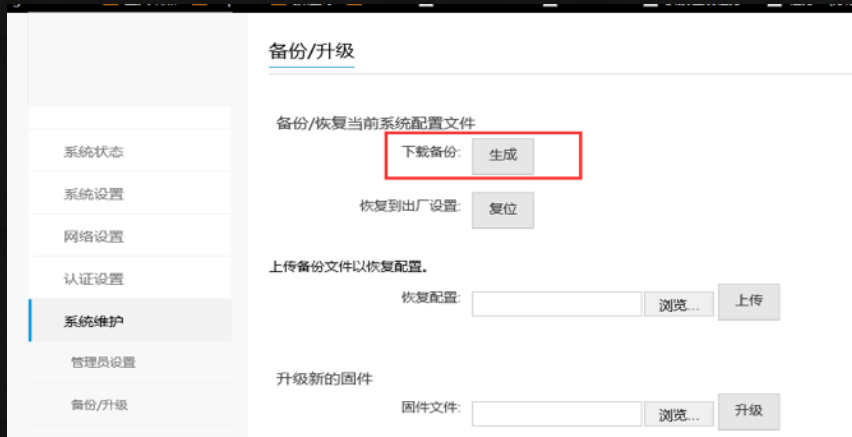 备份/升级
备份/恢复当前系统配置文件
下载备份: 生成
恢复到出厂设置: 复位
上传备份文件以恢复配置。
恢复配置: 浏览... 上传
升级新的固件
固件文件: 浏览... 升级
系统状态
系统设置
网络设置
认证设置
系统维护
管理员设置
备份/升级